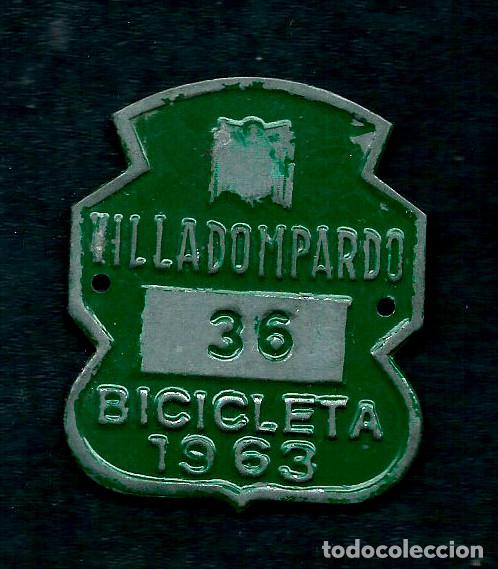 VILLADOMPARDO
36
BICICLETA
1963
todocoleccion